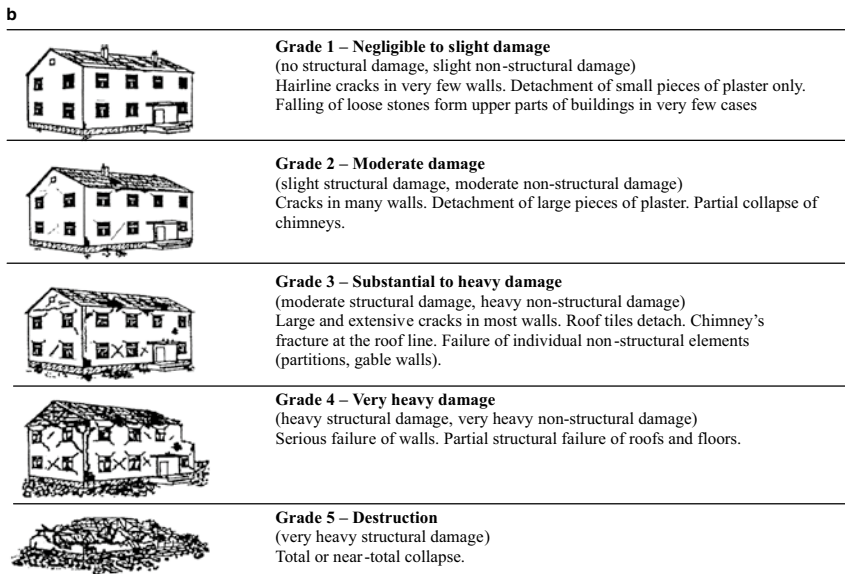 b
Grade 1 – Negligible to slight damage
(no structural damage, slight non-structural damage)
Hairline cracks in very few walls. Detachment of small pieces of plaster only.
Falling of loose stones form upper parts of buildings in very few cases
Grade 2 – Moderate damage
(slight structural damage, moderate non-structural damage)
Cracks in many walls. Detachment of large pieces of plaster. Partial collapse of
chimneys.
Grade 3 – Substantial to heavy damage
(moderate structural damage, heavy non-structural damage)
Large and extensive cracks in most walls. Roof tiles detach. Chimney's
fracture at the roof line. Failure of individual non-structural elements
(partitions, gable walls).
Grade 4 – Very heavy damage
(heavy structural damage, very heavy non-structural damage)
Serious failure of walls. Partial structural failure of roofs and floors.
Grade 5 – Destruction
(very heavy structural damage)
Total or near-total collapse.